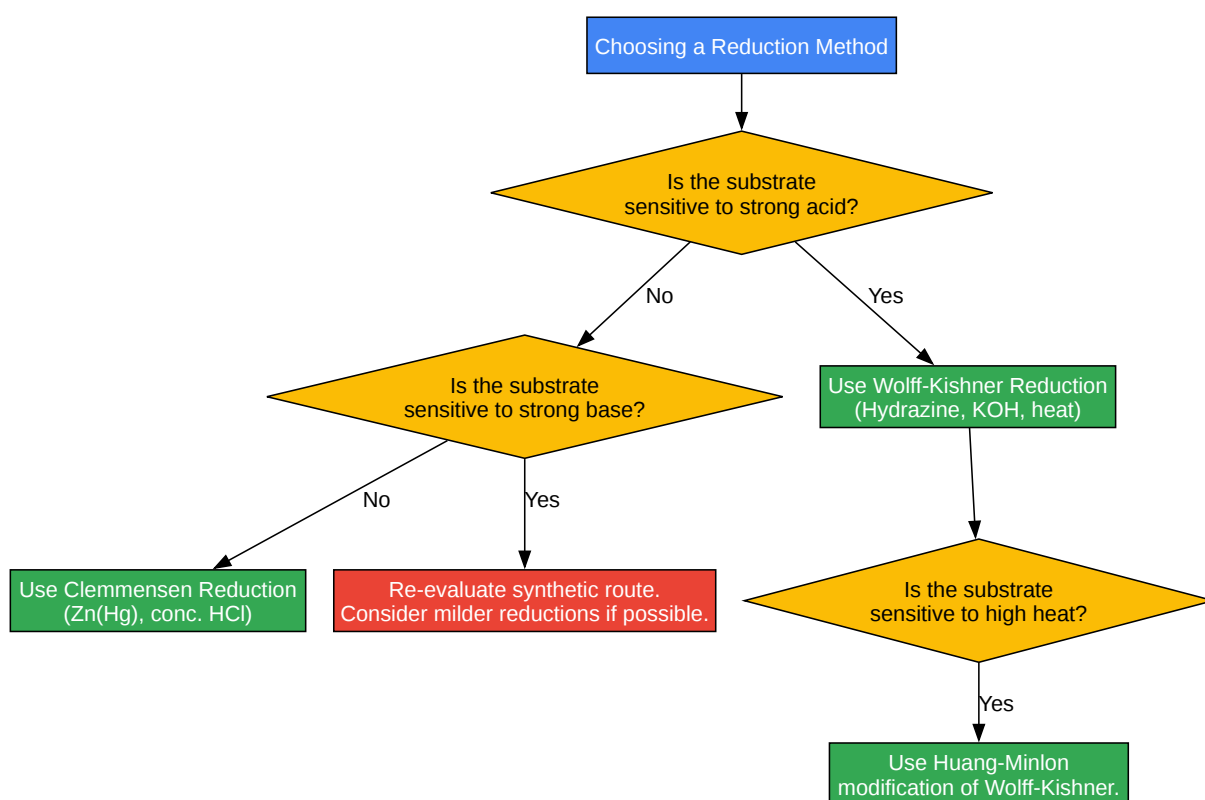 Choosing a Reduction Method
Is the substrate
sensitive to strong acid?
No
Yes
Is the substrate
sensitive to strong base?
Use Wolff-Kishner Reduction
(Hydrazine, KOH, heat)
No
Yes
Use Clemmensen Reduction
(Zn(Hg), conc. HCl)
Re-evaluate synthetic route.
Consider milder reductions if possible.
Is the substrate
sensitive to high heat?
Yes
Use Huang-Minlon
modification of Wolff-Kishner.